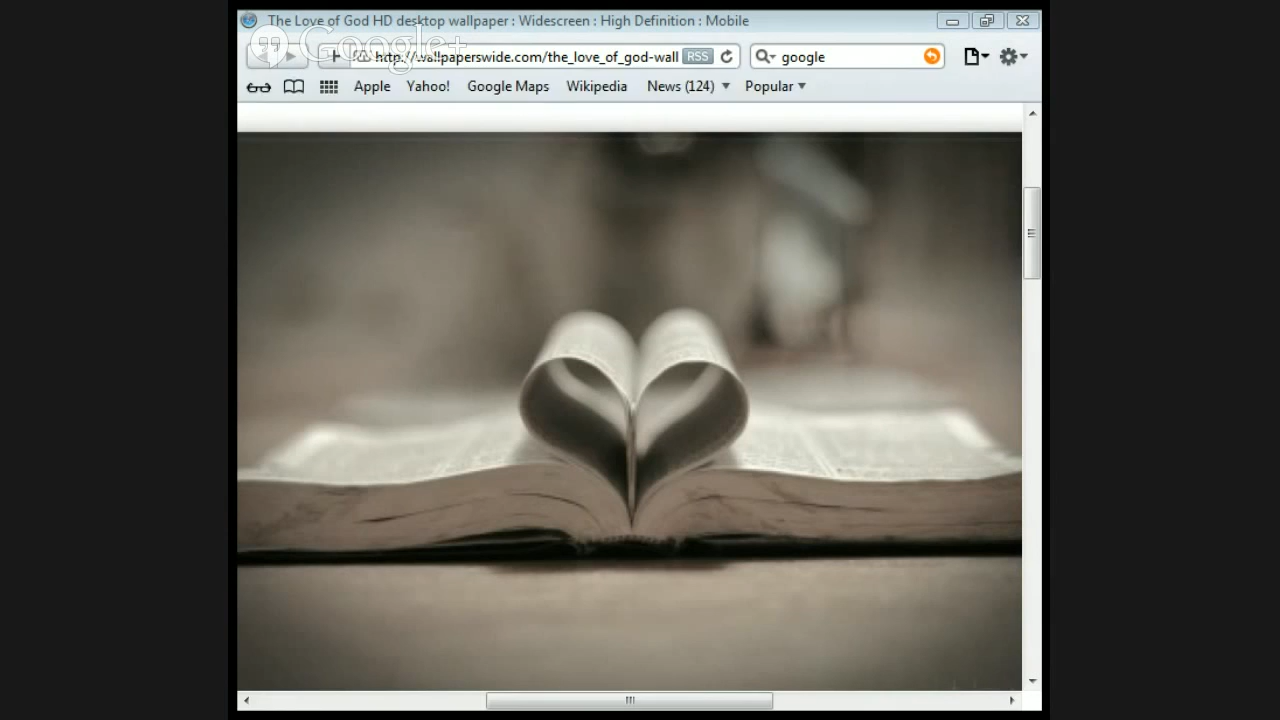 The Love of God HD desktop wallpaper : Widescreen : High Definition : Mobile
Google+
http://wallpaperswide.com/the_love_of_god-wall RSS google
Apple Yahoo! Google Maps Wikipedia News (124) Popular